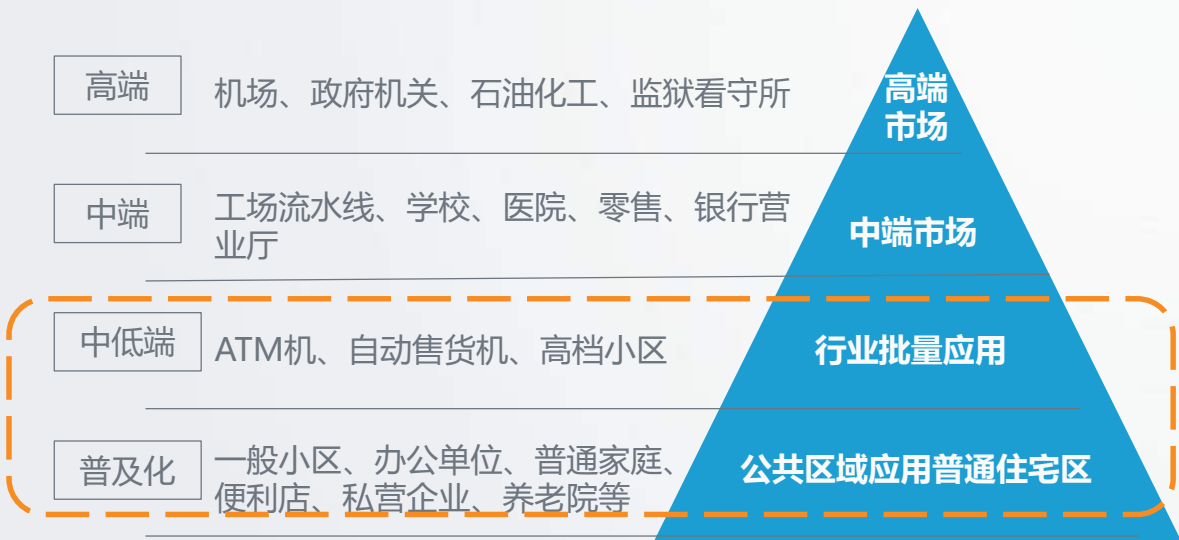 高端
机场、政府机关、石油化工、监狱看守所
高端
市场
中端
工场流水线、学校、医院、零售、银行营
业厅
中端市场
中低端
ATM机、自动售货机、高档小区
行业批量应用
普及化
一般小区、办公单位、普通家庭、
便利店、私营企业、养老院等
公共区域应用普通住宅区